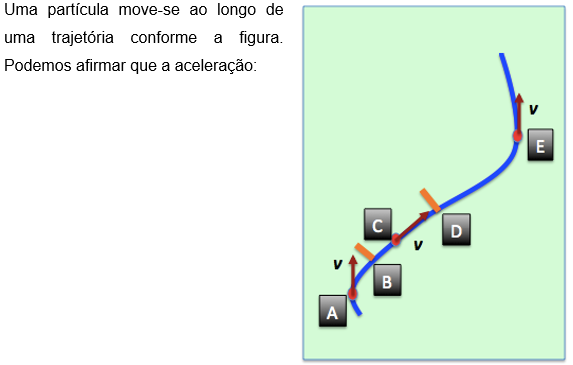 Uma partícula move-se ao longo de
uma trajetória conforme a figura.
Podemos afirmar que a aceleração:
v
E
C
D
v
v
B
A